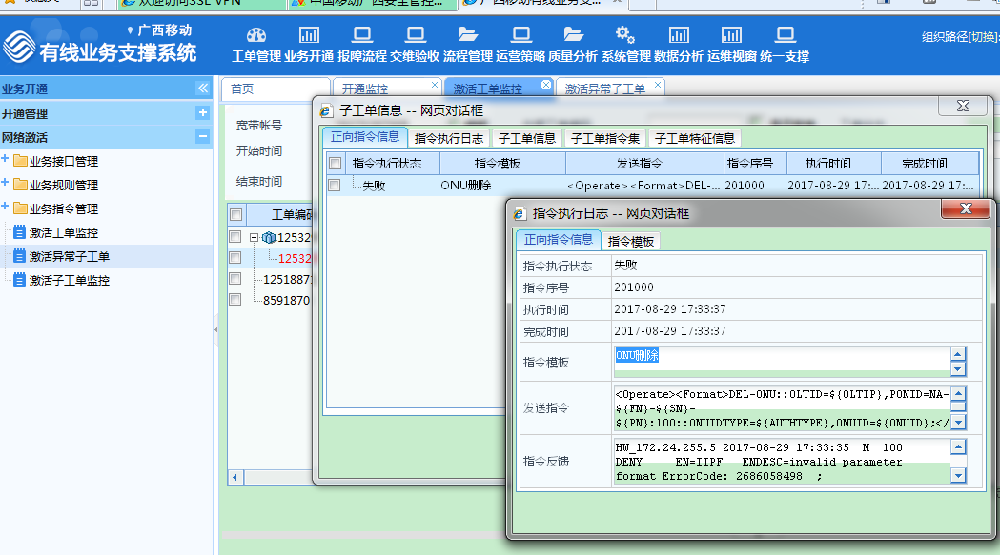 欢迎访问SSL VPN
中国移动广西安全管控...
广西移动有线业务支...
广西移动
有线业务支撑系统
工单管理 业务开通 报障流程 交维验收 流程管理 运营策略 质量分析 系统管理 数据分析 运维视窗 统一支撑
组织路径[切换]:
业务开通
开通管理
网络激活
业务接口管理
业务规则管理
业务指令管理
激活工单监控
激活异常子工单
激活子工单监控
首页
开通监控
激活工单监控
激活异常子工单
宽带帐号
开始时间
结束时间
工单编码
12532
12532
1251887
8591870
子工单信息 -- 网页对话框
正向指令信息
指令执行日志
子工单信息
子工单指令集
子工单特征信息
指令执行状态 指令模板 发送指令 指令序号 执行时间 完成时间
失败 ONU删除 <Operate><Format>DEL-... 201000 2017-08-29 17:... 2017-08-29 17:...
指令执行日志 -- 网页对话框
正向指令信息
指令模板
指令执行状态 失败
指令序号 201000
执行时间 2017-08-29 17:33:37
完成时间 2017-08-29 17:33:37
指令模板 ONU删除
发送指令
<Operate><Format>DEL-ONU::OLTID=${OLTIP},PONID=NA-
${FN}-${SN}-
${PN}:100::ONUIDTYPE=${AUTHTYPE},ONUID=${ONUID};</
指令反馈
HW_172.24.255.5 2017-08-29 17:33:35 M 100
DENY EN=IIPF ENDESC=invalid parameter
format ErrorCode: 2686058498 ;